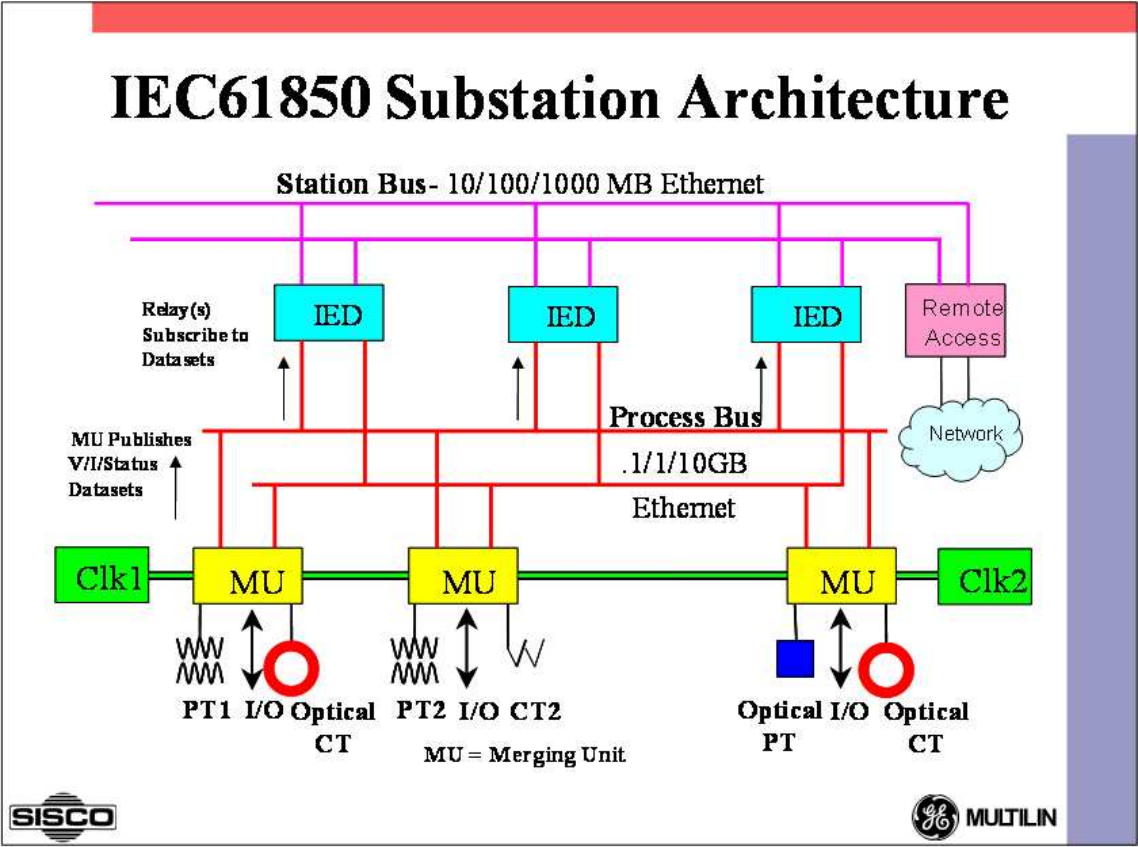 IEC61850 Substation Architecture
Station Bus- 10/100/1000 MB Ethernet
Relay(s)
Subscribe to
Datasets
IED
IED
IED
Remote
Access
MU Publishes
V/I/Status
Datasets
Process Bus
.1/1/10GB
Ethernet
Network
Clk1
MU
MU
MU
Clk2
PT1 I/O Optical
CT
PT2 I/O CT2
Optical I/O Optical
PT CT
MU = Merging Unit
SISCO
GE MULTILIN